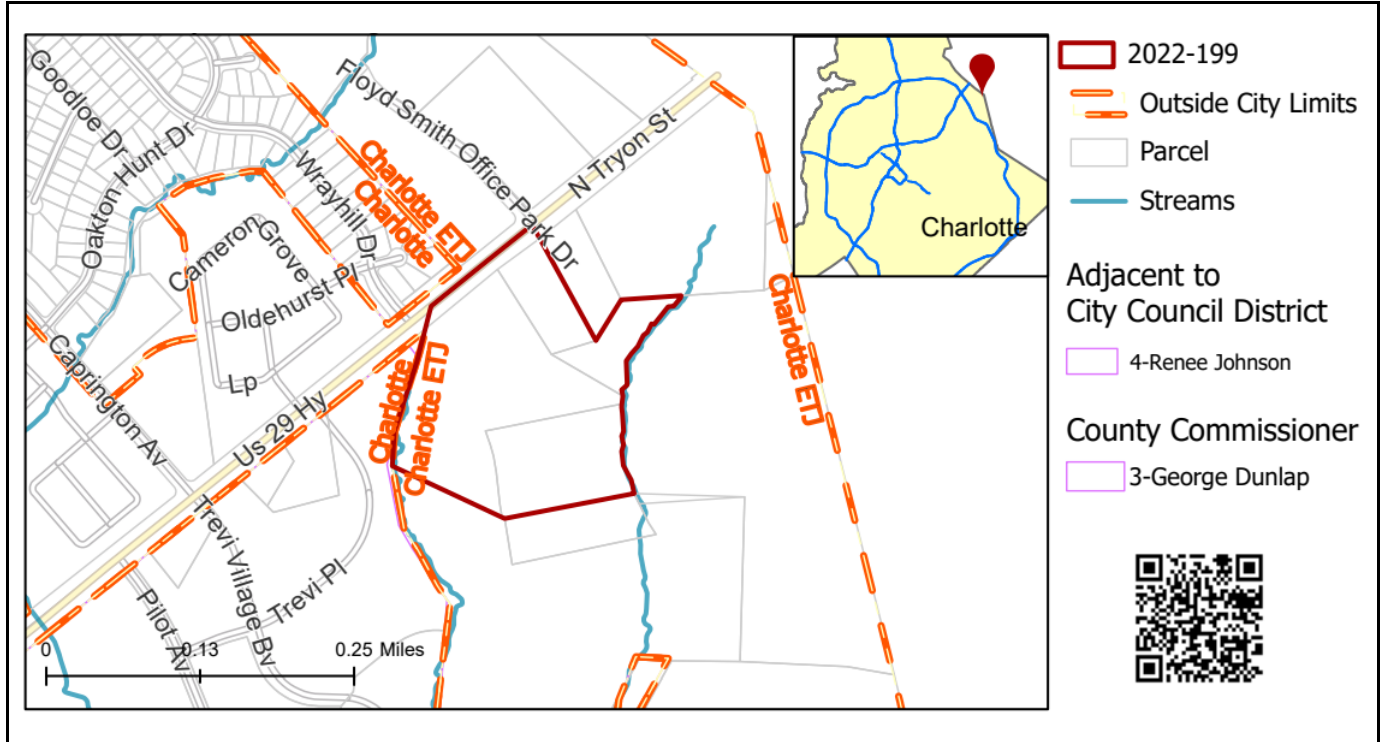 Goodloe Dr
Oakton Hunt Dr
Wrayhill Dr
Floyd Smith Office Park Dr
N Tryon St
Charlotte ETJ
Charlotte
Cameron
Grove
Oldehurst Pl
Lp
Caprington Av
Us 29 Hy
Charlotte
Charlotte ETJ
Charlotte ETJ
Trevi Village Bv
Trevi Pl
Pilot Av
0 0.13 0.25 Miles
Charlotte
2022-199
Outside City Limits
Parcel
Streams
Adjacent to
City Council District
4-Renee Johnson
County Commissioner
3-George Dunlap